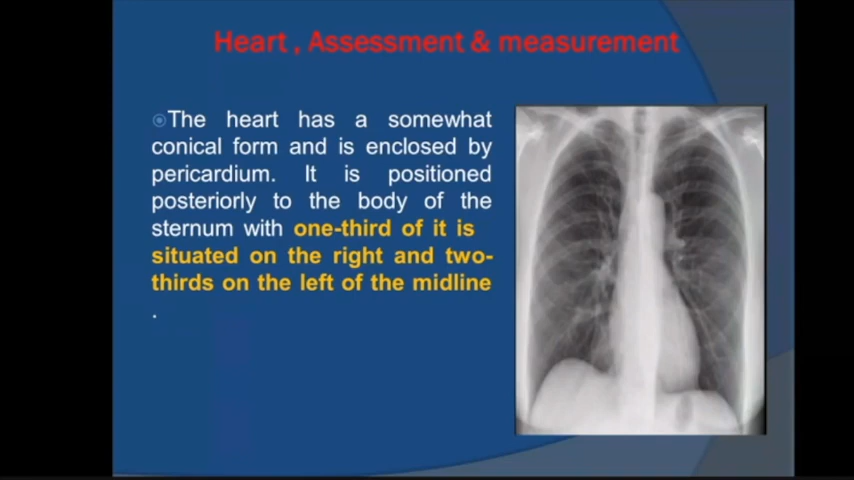 Heart , Assessment & measurement
The heart has a somewhat
conical form and is enclosed by
pericardium. It is positioned
posteriorly to the body of the
sternum with one-third of it is
situated on the right and two-
thirds on the left of the midline
.